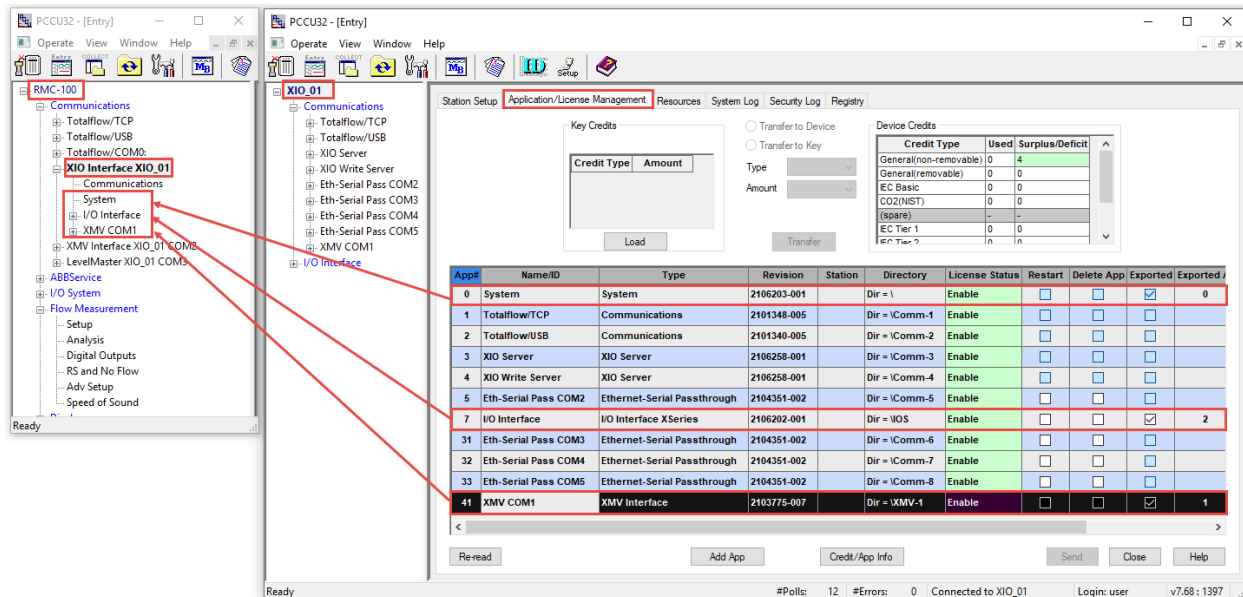 PCCU32 - [Entry]
Operate View Window Help
Entry COLLECT
MB
RMC-100
Communications
Totalflow/TCP
Totalflow/USB
Totalflow/COM0:
XIO Interface XIO_01
Communications
System
I/O Interface
XMV COM1
XMV Interface XIO_01 COM2
LevelMaster XIO_01 COM3
ABBService
I/O System
Flow Measurement
Setup
Analysis
Digital Outputs
RS and No Flow
Adv Setup
Speed of Sound
Ready
PCCU32 - [Entry]
Operate View Window Help
Entry COLLECT
MB
Setup
XIO_01
Communications
Totalflow/TCP
Totalflow/USB
XIO Server
XIO Write Server
Eth-Serial Pass COM2
Eth-Serial Pass COM3
Eth-Serial Pass COM4
Eth-Serial Pass COM5
XMV COM1
I/O Interface
Station Setup Application/License Management Resources System Log Security Log Registry
Key Credits
Credit Type Amount
Load
Transfer to Device
Transfer to Key
Type
Amount
Transfer
Device Credits
Credit Type Used Surplus/Deficit
General(non-removable) 0 4
General(removable) 0 0
IEC Basic 0 0
CO2(NIST) 0 0
(spare) - -
IEC Tier 1 0 0
IEC Tier 2 0 0
App# Name/ID Type Revision Station Directory License Status Restart Delete App Exported Exported A
0 System System 2106203-001 Dir = \ Enable 0
1 Totalflow/TCP Communications 2101348-005 Dir = \Comm-1 Enable
2 Totalflow/USB Communications 2101340-005 Dir = \Comm-2 Enable
3 XIO Server XIO Server 2106258-001 Dir = \Comm-3 Enable
4 XIO Write Server XIO Server 2106258-001 Dir = \Comm-4 Enable
5 Eth-Serial Pass COM2 Ethernet-Serial Passthrough 2104351-002 Dir = \Comm-5 Enable
7 I/O Interface I/O Interface XSeries 2106202-001 Dir = \IOS Enable 2
31 Eth-Serial Pass COM3 Ethernet-Serial Passthrough 2104351-002 Dir = \Comm-6 Enable
32 Eth-Serial Pass COM4 Ethernet-Serial Passthrough 2104351-002 Dir = \Comm-7 Enable
33 Eth-Serial Pass COM5 Ethernet-Serial Passthrough 2104351-002 Dir = \Comm-8 Enable
41 XMV COM1 XMV Interface 2103775-007 Dir = \XMV-1 Enable 1
Re-read Add App Credit/App Info Send Close Help
Ready #Polls: 12 #Errors: 0 Connected to XIO_01 Login: user v7.68 : 1397